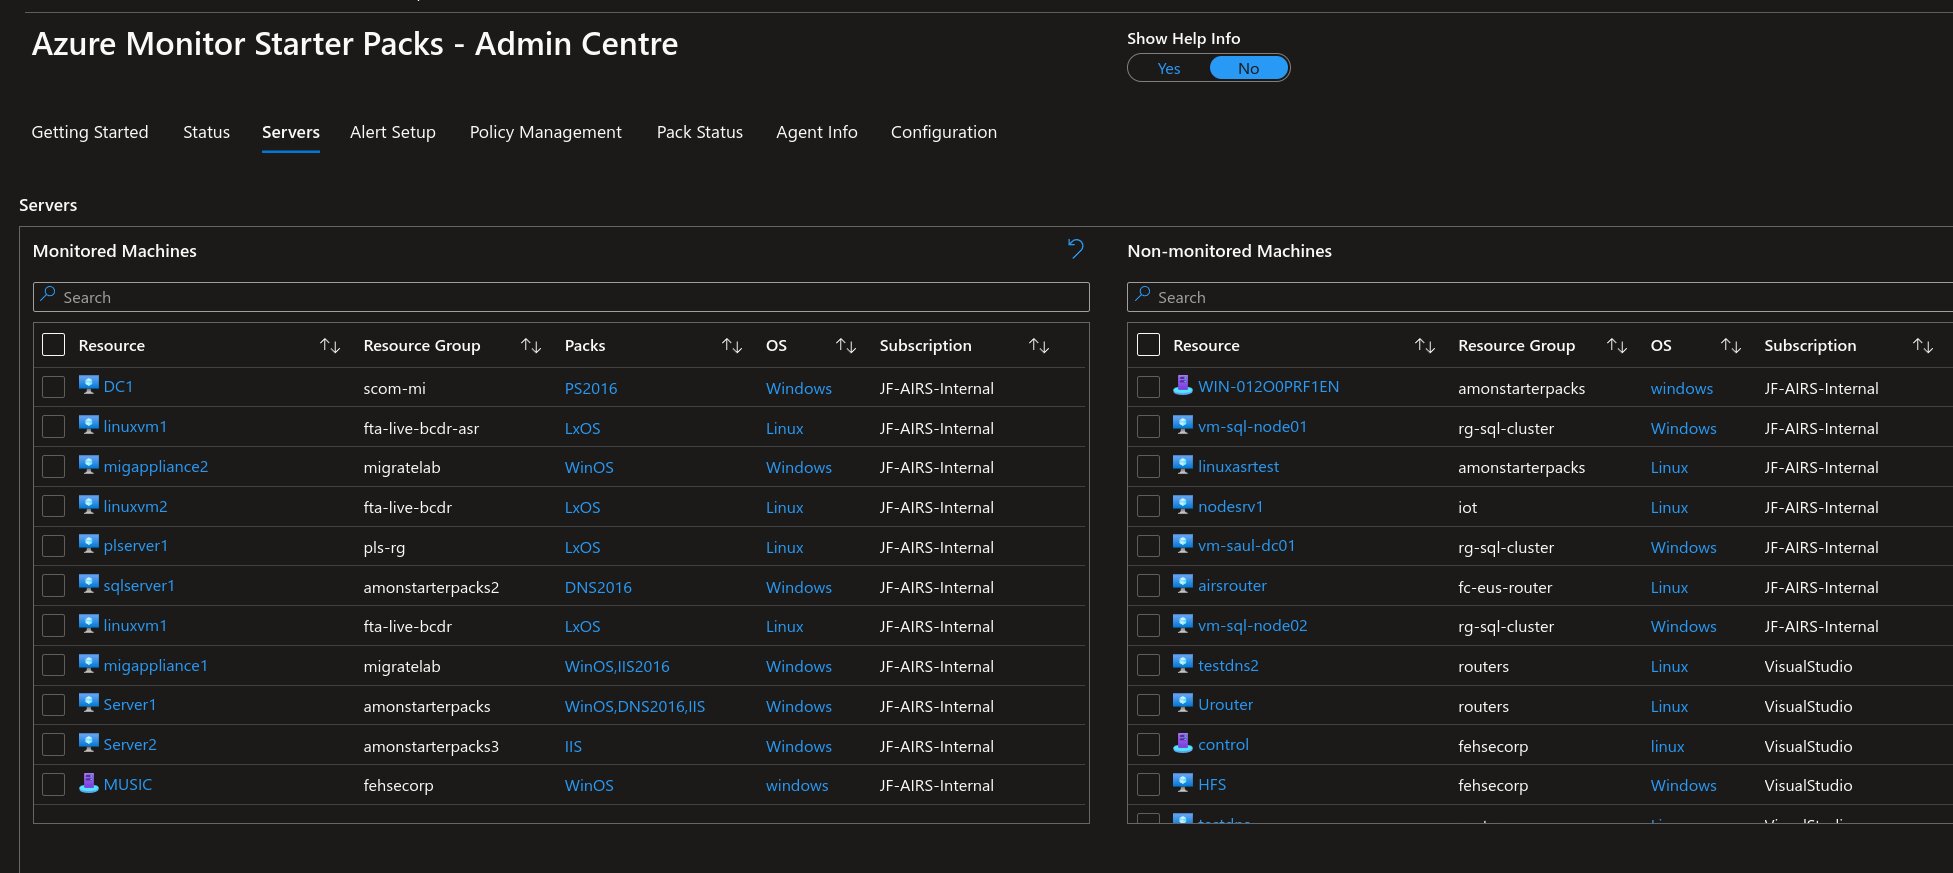 Azure Monitor Starter Packs - Admin Centre
Show Help Info
Yes No
Getting Started Status Servers Alert Setup Policy Management Pack Status Agent Info Configuration
Servers
Monitored Machines
Search
Resource Resource Group Packs OS Subscription
DC1 scom-mi PS2016 Windows JF-AIRS-Internal
linuxvm1 fta-live-bcdr-asr LxOS Linux JF-AIRS-Internal
migappliance2 migratelab WinOS Windows JF-AIRS-Internal
linuxvm2 fta-live-bcdr LxOS Linux JF-AIRS-Internal
plserver1 pls-rg LxOS Linux JF-AIRS-Internal
sqlserver1 amonstarterpacks2 DNS2016 Windows JF-AIRS-Internal
linuxvm1 fta-live-bcdr LxOS Linux JF-AIRS-Internal
migappliance1 migratelab WinOS,IIS2016 Windows JF-AIRS-Internal
Server1 amonstarterpacks WinOS,DNS2016,IIS Windows JF-AIRS-Internal
Server2 amonstarterpacks3 IIS Windows JF-AIRS-Internal
MUSIC fehsecorp WinOS windows JF-AIRS-Internal
Non-monitored Machines
Search
Resource Resource Group OS Subscription
WIN-012O0PRF1EN amonstarterpacks windows JF-AIRS-Internal
vm-sql-node01 rg-sql-cluster Windows JF-AIRS-Internal
linuxasrtest amonstarterpacks Linux JF-AIRS-Internal
nodesrv1 iot Linux JF-AIRS-Internal
vm-saul-dc01 rg-sql-cluster Windows JF-AIRS-Internal
airsrouter fc-eus-router Linux JF-AIRS-Internal
vm-sql-node02 rg-sql-cluster Windows JF-AIRS-Internal
testdns2 routers Linux VisualStudio
Urouter routers Linux VisualStudio
control fehsecorp linux VisualStudio
HFS fehsecorp Windows VisualStudio